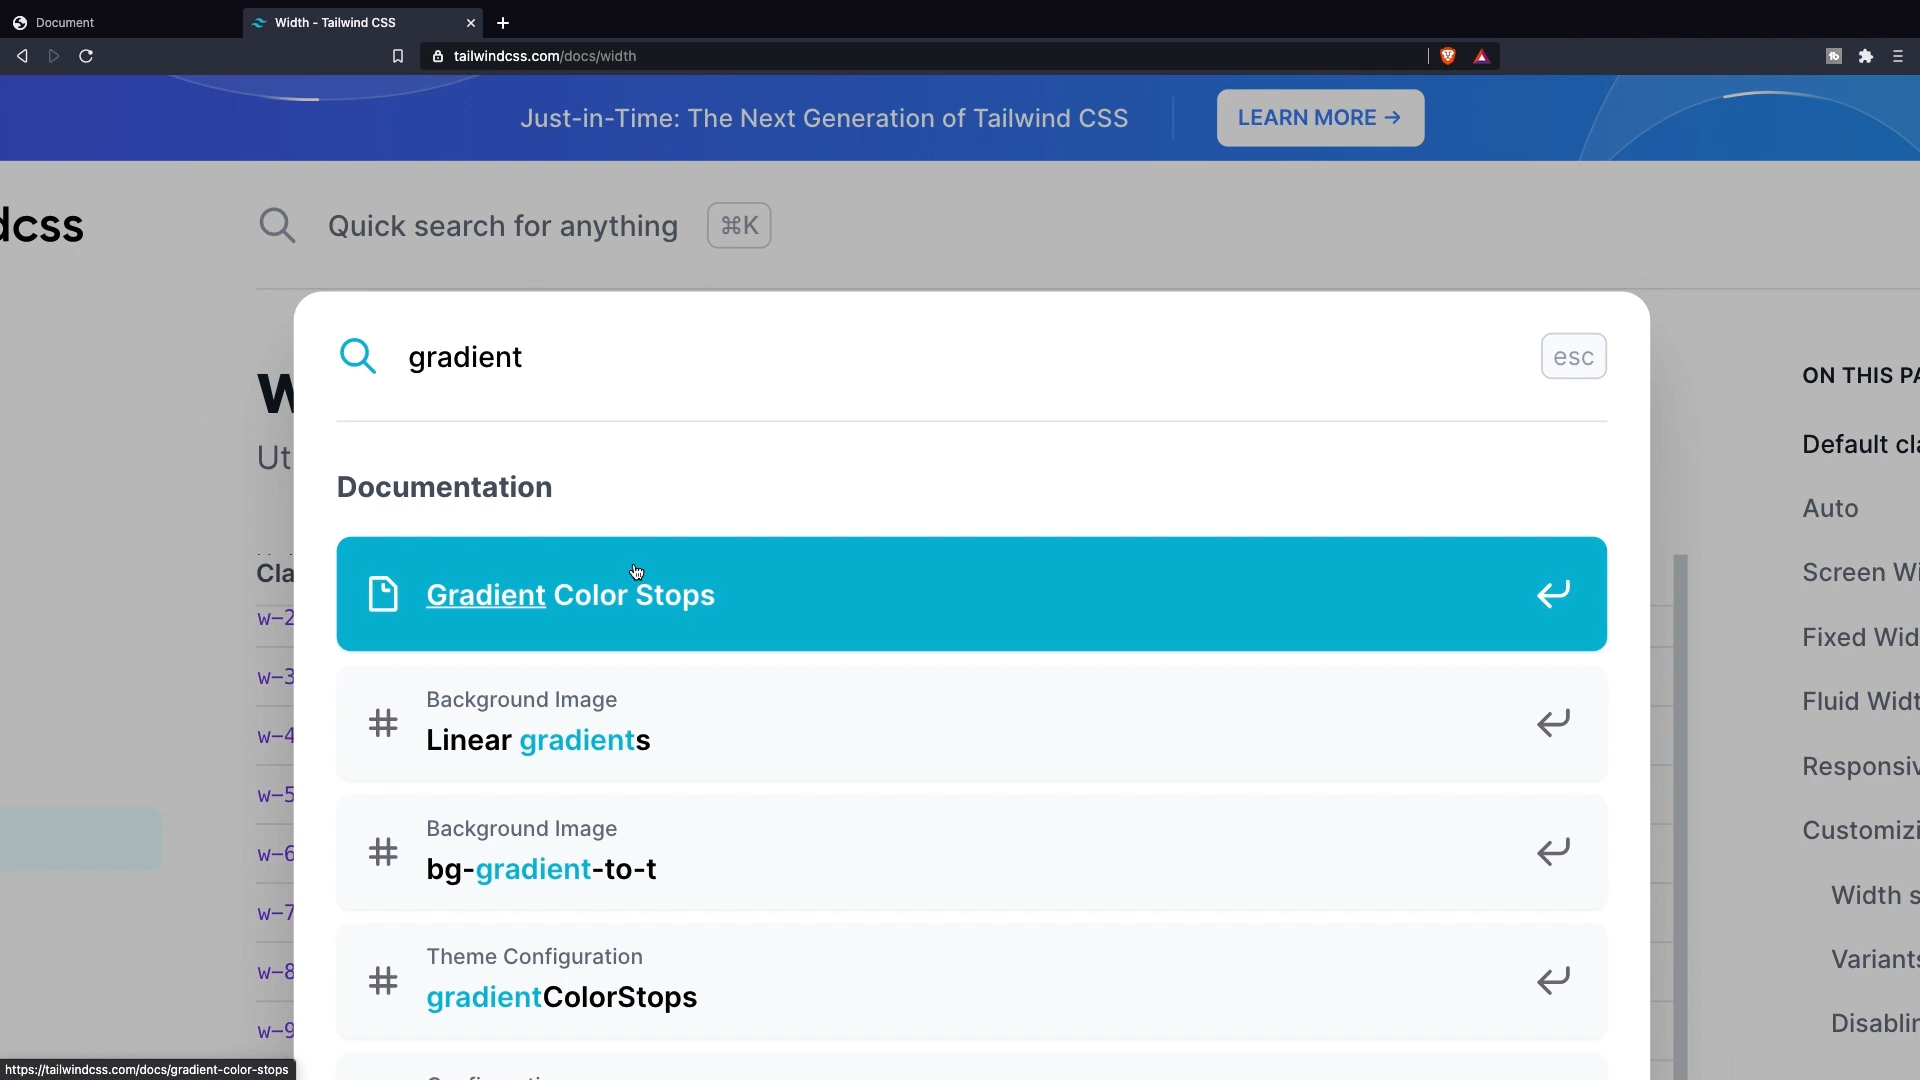 Document
Width - Tailwind CSS
tailwindcss.com/docs/width
Just-in-Time: The Next Generation of Tailwind CSS
LEARN MORE →
dcss
Quick search for anything
⌘K
gradient
esc
ON THIS PA
W
Ut
Default cla
Documentation
Auto
Cla
Screen Wi
Gradient Color Stops
w-2
Fixed Wid
w-3
Background Image
Linear gradients
Fluid Widt
w-4
Responsiv
w-5
Background Image
bg-gradient-to-t
Customizi
w-6
Width s
w-7
Theme Configuration
gradientColorStops
Variants
w-8
Disablin
w-9
https://tailwindcss.com/docs/gradient-color-stops